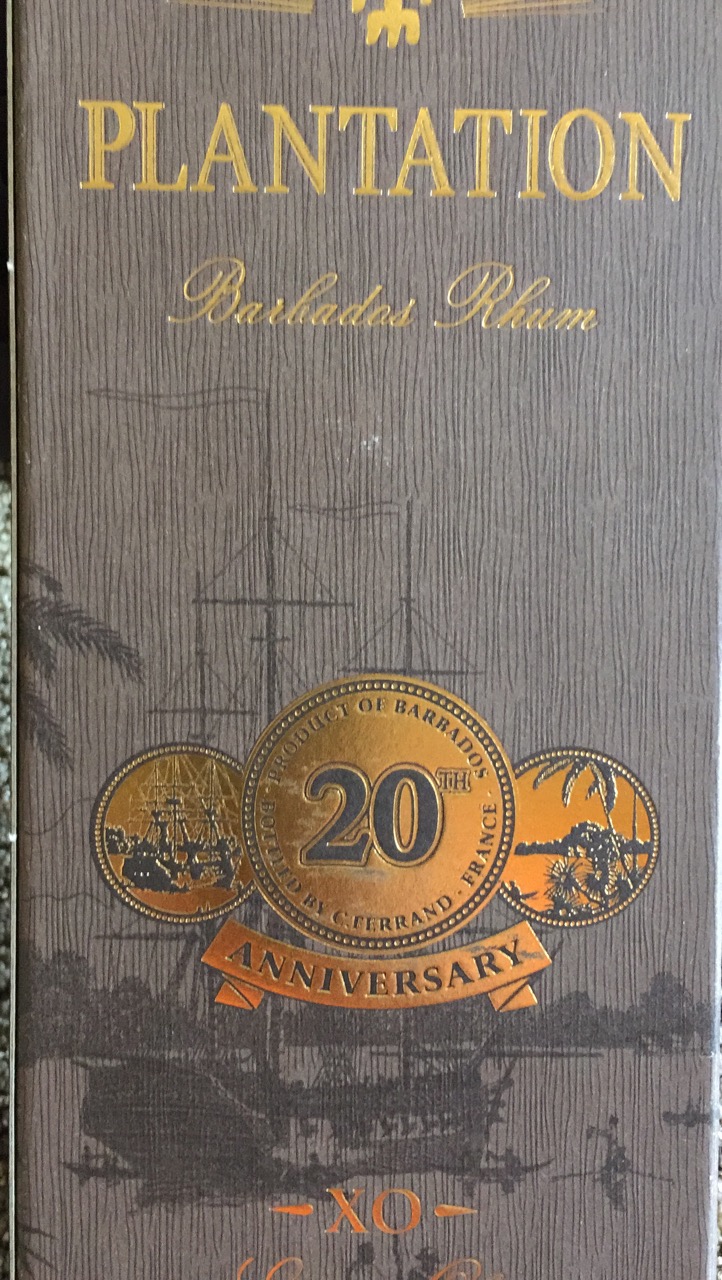 PLANTATION
Barbados Rhum
· PRODUCT OF BARBADOS ·
BOTTLED BY C.FERRAND - FRANCE
20TH
ANNIVERSARY
XO